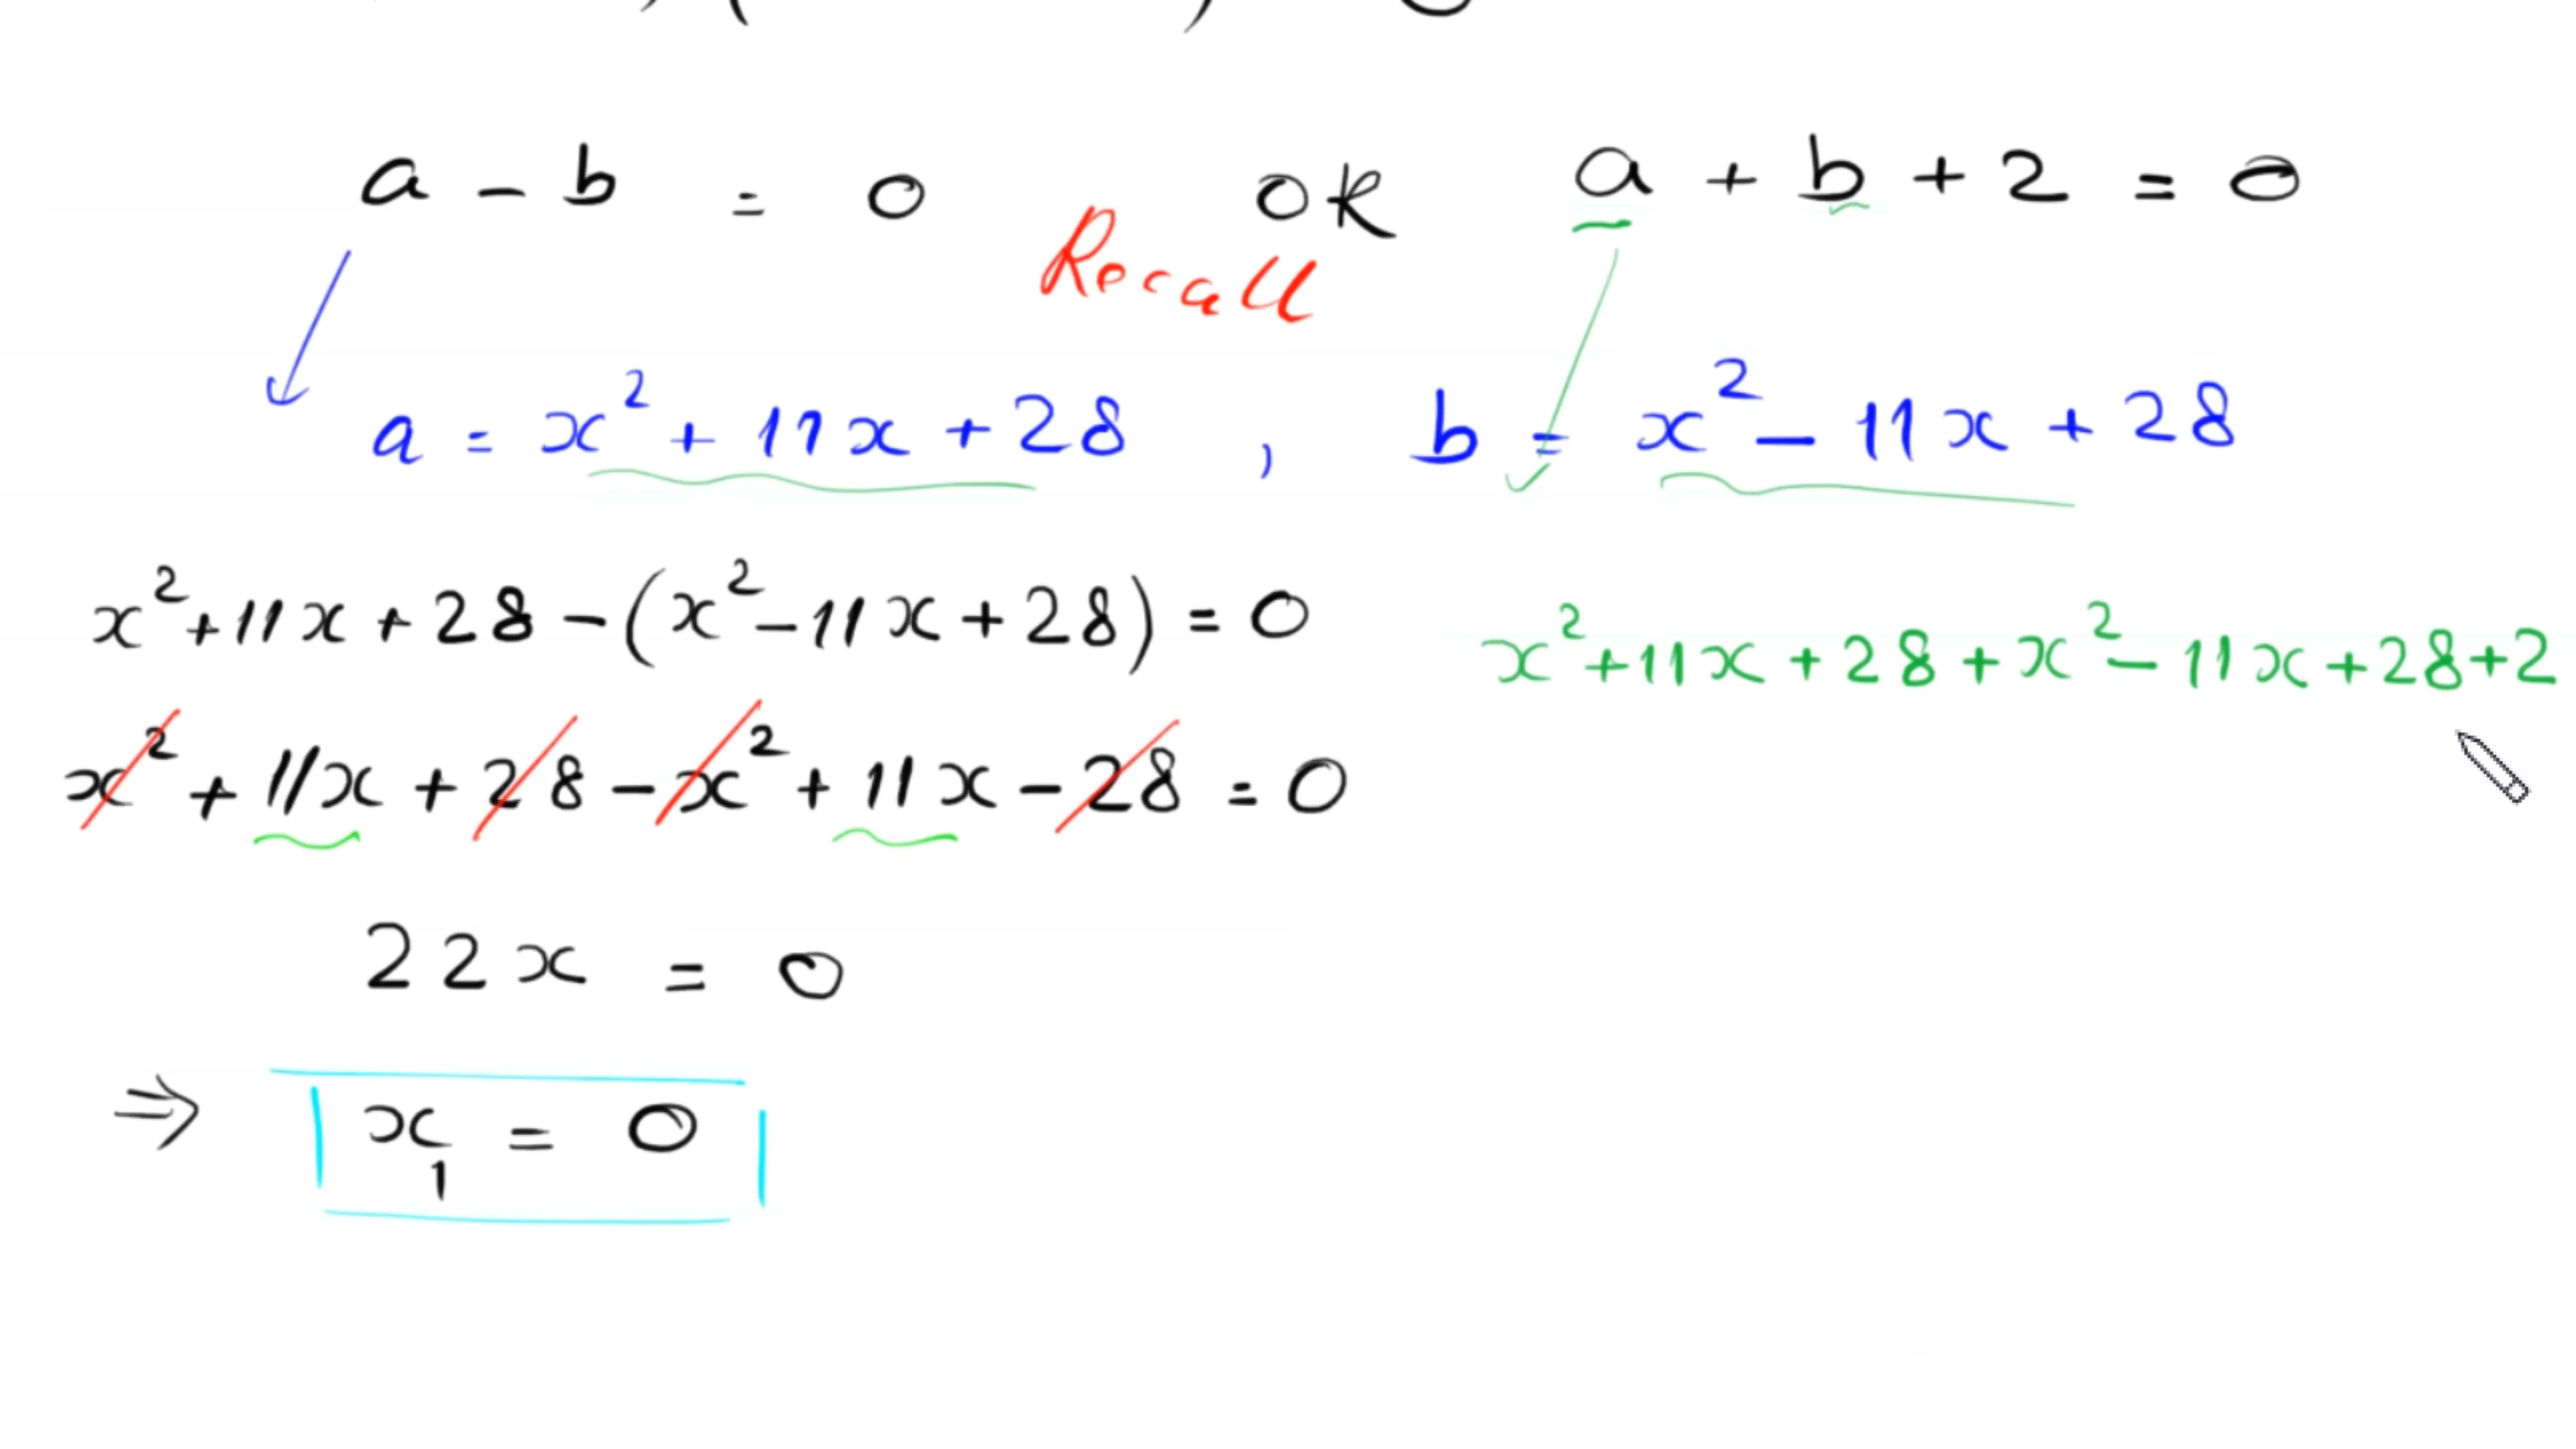 a - b = 0 OR a + b + 2 = 0
Recall
a = x² + 11x + 28 , b = x² - 11x + 28
x² + 11x + 28 - (x² - 11x + 28) = 0
x² + 11x + 28 + x² - 11x + 28 + 2
x² + 11x + 28 - x² + 11x - 28 = 0
22x = 0
⇒ x₁ = 0